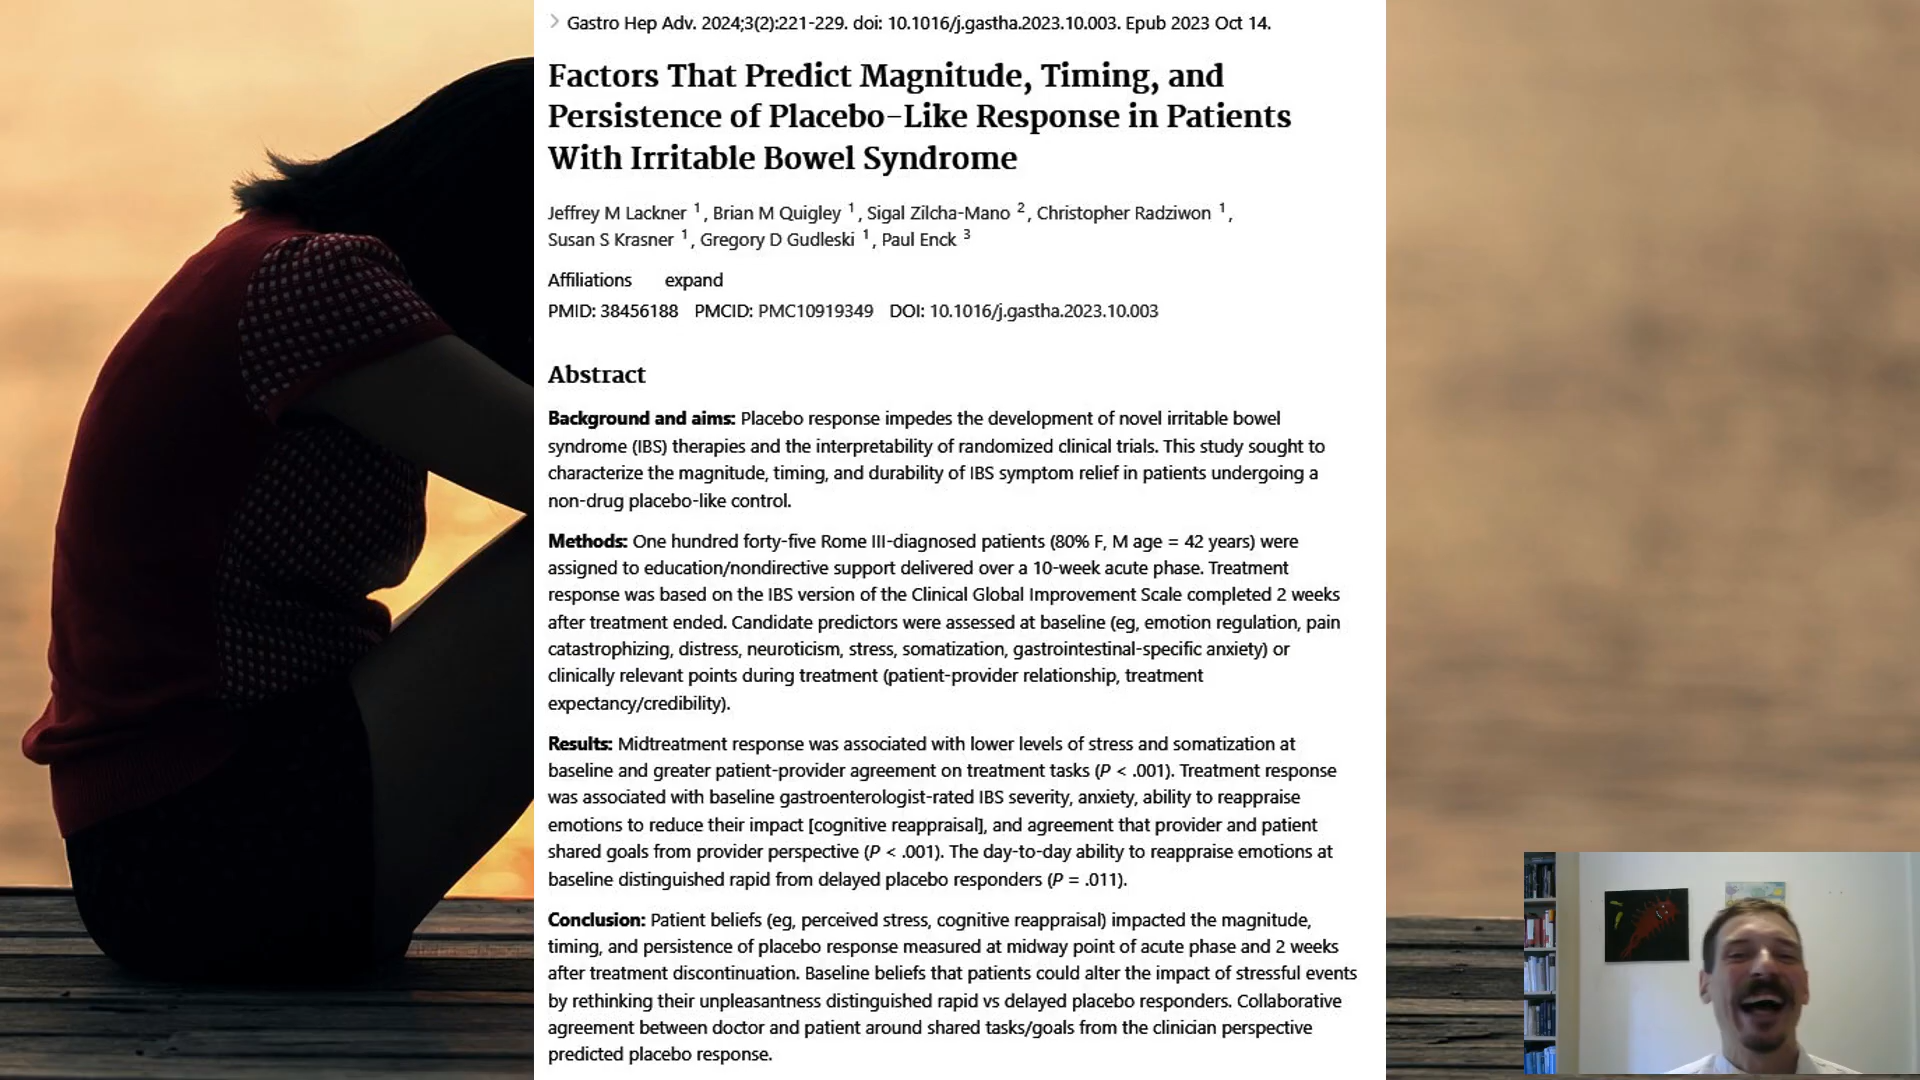 Gastro Hep Adv. 2024;3(2):221-229. doi: 10.1016/j.gastha.2023.10.003. Epub 2023 Oct 14.
Factors That Predict Magnitude, Timing, and
Persistence of Placebo-Like Response in Patients
With Irritable Bowel Syndrome
Jeffrey M Lackner 1, Brian M Quigley 1, Sigal Zilcha-Mano 2, Christopher Radziwon 1,
Susan S Krasner 1, Gregory D Gudleski 1, Paul Enck 3
Affiliations expand
PMID: 38456188 PMCID: PMC10919349 DOI: 10.1016/j.gastha.2023.10.003
Abstract
Background and aims: Placebo response impedes the development of novel irritable bowel
syndrome (IBS) therapies and the interpretability of randomized clinical trials. This study sought to
characterize the magnitude, timing, and durability of IBS symptom relief in patients undergoing a
non-drug placebo-like control.
Methods: One hundred forty-five Rome III-diagnosed patients (80% F, M age = 42 years) were
assigned to education/nondirective support delivered over a 10-week acute phase. Treatment
response was based on the IBS version of the Clinical Global Improvement Scale completed 2 weeks
after treatment ended. Candidate predictors were assessed at baseline (eg, emotion regulation, pain
catastrophizing, distress, neuroticism, stress, somatization, gastrointestinal-specific anxiety) or
clinically relevant points during treatment (patient-provider relationship, treatment
expectancy/credibility).
Results: Midtreatment response was associated with lower levels of stress and somatization at
baseline and greater patient-provider agreement on treatment tasks (P < .001). Treatment response
was associated with baseline gastroenterologist-rated IBS severity, anxiety, ability to reappraise
emotions to reduce their impact [cognitive reappraisal], and agreement that provider and patient
shared goals from provider perspective (P < .001). The day-to-day ability to reappraise emotions at
baseline distinguished rapid from delayed placebo responders (P = .011).
Conclusion: Patient beliefs (eg, perceived stress, cognitive reappraisal) impacted the magnitude,
timing, and persistence of placebo response measured at midway point of acute phase and 2 weeks
after treatment discontinuation. Baseline beliefs that patients could alter the impact of stressful events
by rethinking their unpleasantness distinguished rapid vs delayed placebo responders. Collaborative
agreement between doctor and patient around shared tasks/goals from the clinician perspective
predicted placebo response.